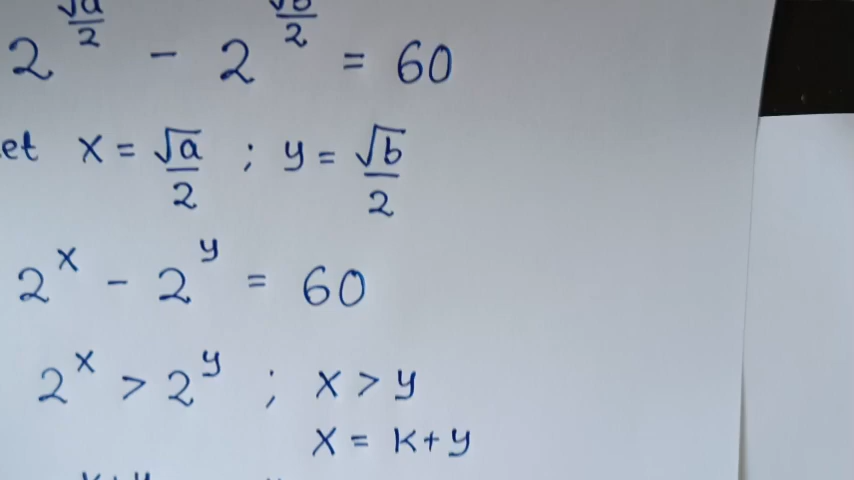 2^(√a/2) - 2^(√b/2) = 60
et x = √a/2 ; y = √b/2
2^x - 2^y = 60
2^x > 2^y ; x > y
x = k + y